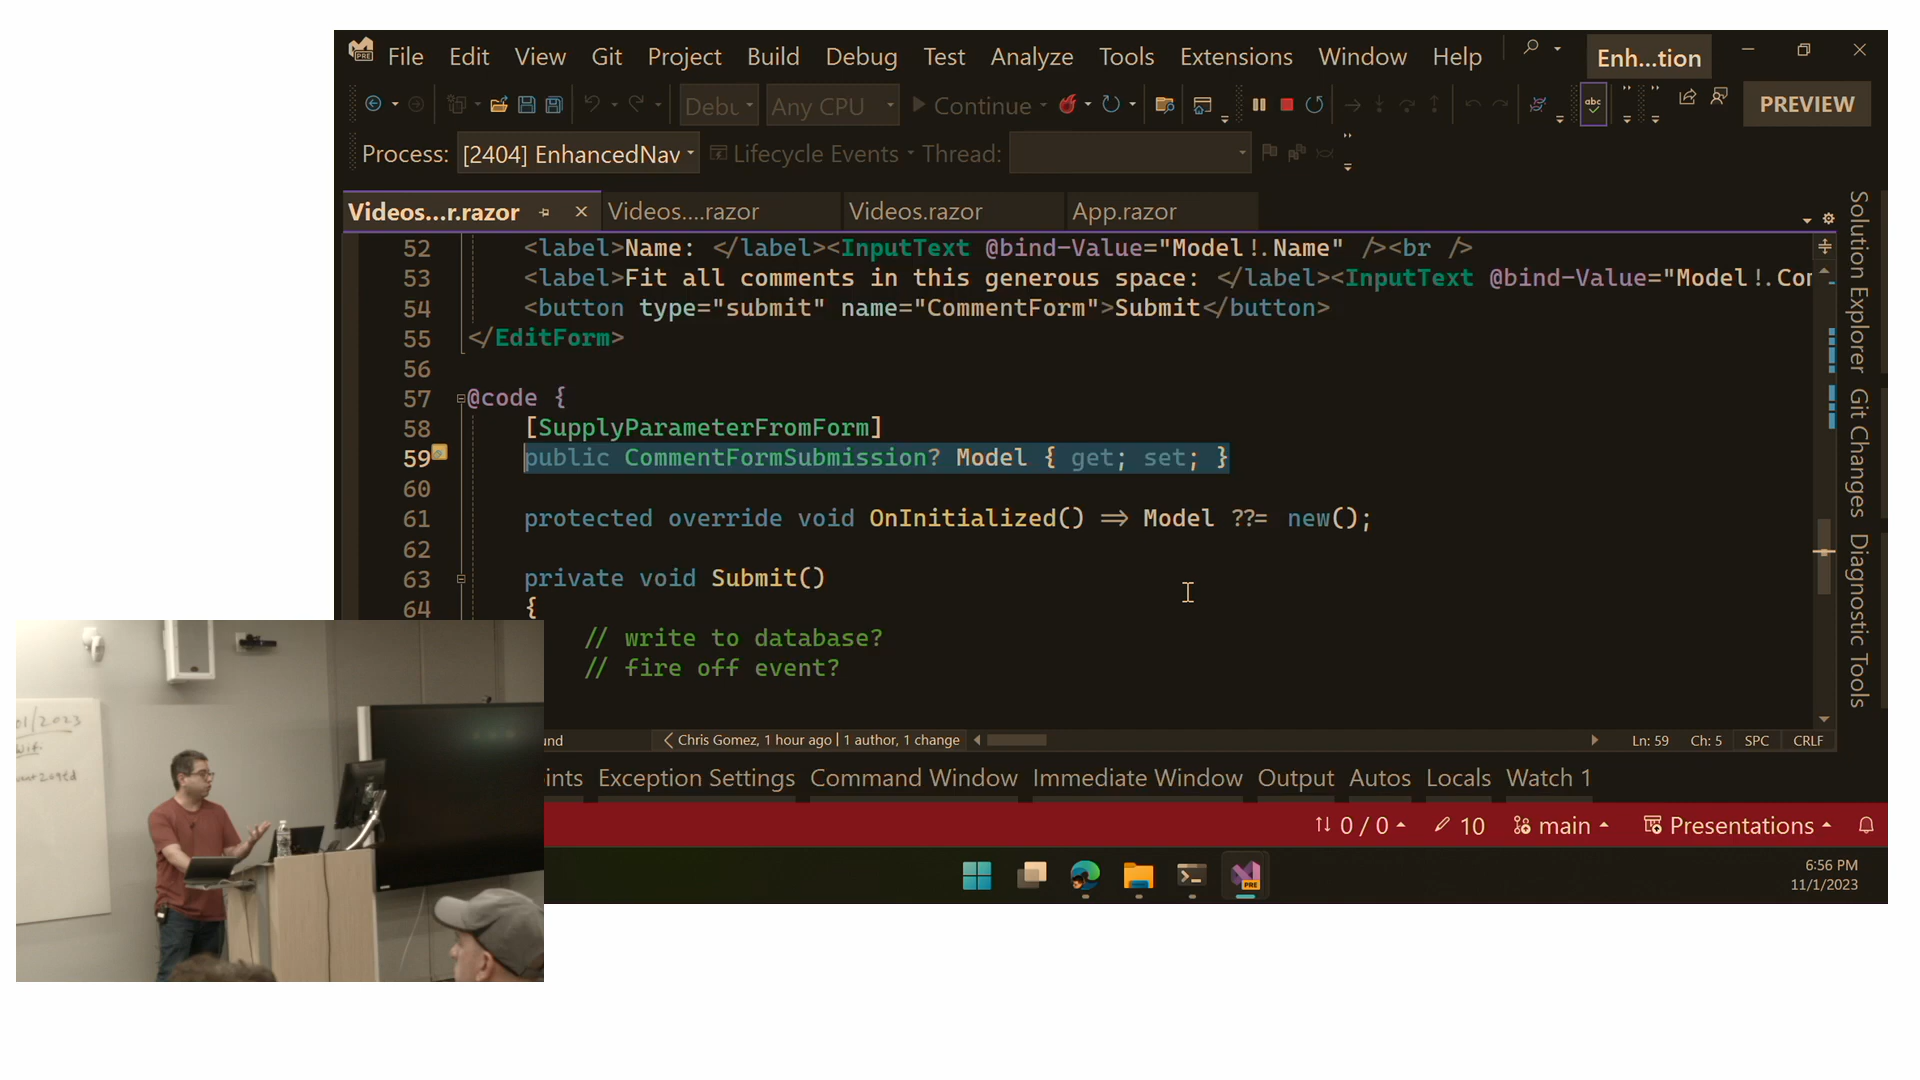 File Edit View Git Project Build Debug Test Analyze Tools Extensions Window Help Enh...tion
Debu Any CPU Continue PREVIEW
Process: [2404] EnhancedNav Lifecycle Events Thread:
Videos...r.razor Videos....razor Videos.razor App.razor
52 <label>Name: </label><InputText @bind-Value="Model!.Name" /><br />
53 <label>Fit all comments in this generous space: </label><InputText @bind-Value="Model!.Com
54 <button type="submit" name="CommentForm">Submit</button>
55 </EditForm>
56
57 @code {
58 [SupplyParameterFromForm]
59 public CommentFormSubmission? Model { get; set; }
60
61 protected override void OnInitialized() => Model ??= new();
62
63 private void Submit()
64 {
// write to database?
// fire off event?
Solution Explorer
Git Changes
Diagnostic Tools
und Chris Gomez, 1 hour ago | 1 author, 1 change Ln: 59 Ch: 5 SPC CRLF
ints Exception Settings Command Window Immediate Window Output Autos Locals Watch 1
0 / 0 10 main Presentations
PRE
6:56 PM
11/1/2023
01/2023